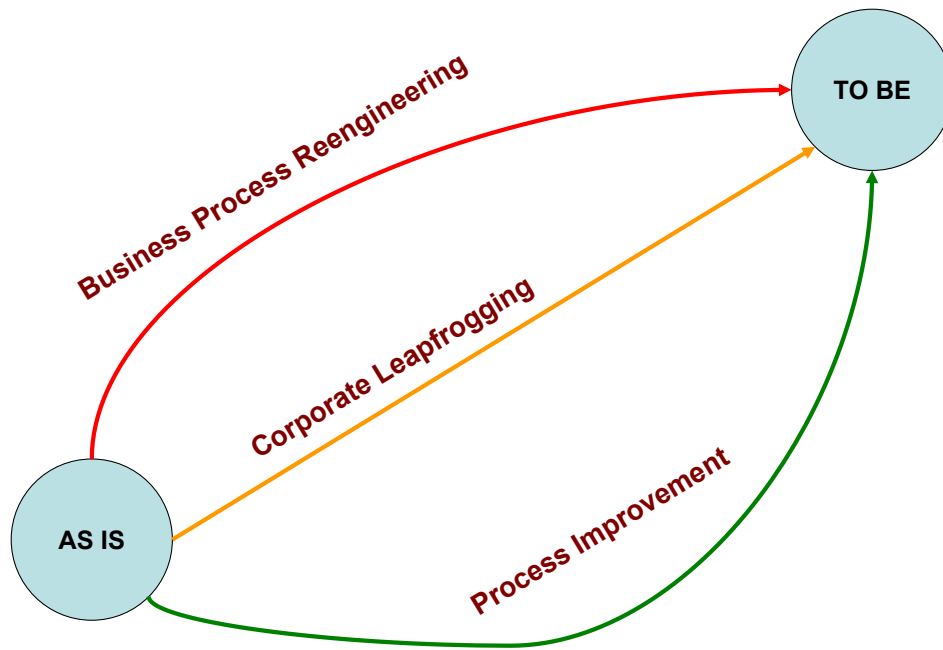 TO BE
Business Process Reengineering
Corporate Leapfrogging
AS IS
Process Improvement